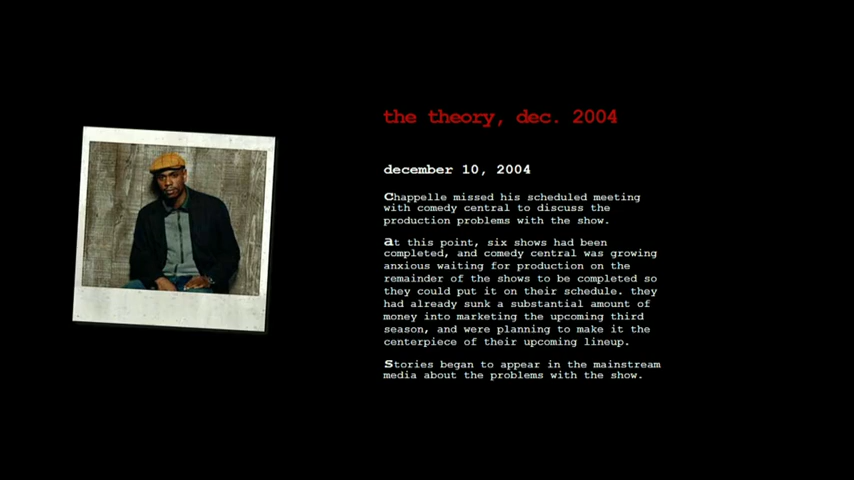 the theory, dec. 2004
december 10, 2004
Chappelle missed his scheduled meeting
with comedy central to discuss the
production problems with the show.
at this point, six shows had been
completed, and comedy central was growing
anxious waiting for production on the
remainder of the shows to be completed so
they could put it on their schedule. they
had already sunk a substantial amount of
money into marketing the upcoming third
season, and were planning to make it the
centerpiece of their upcoming lineup.
Stories began to appear in the mainstream
media about the problems with the show.